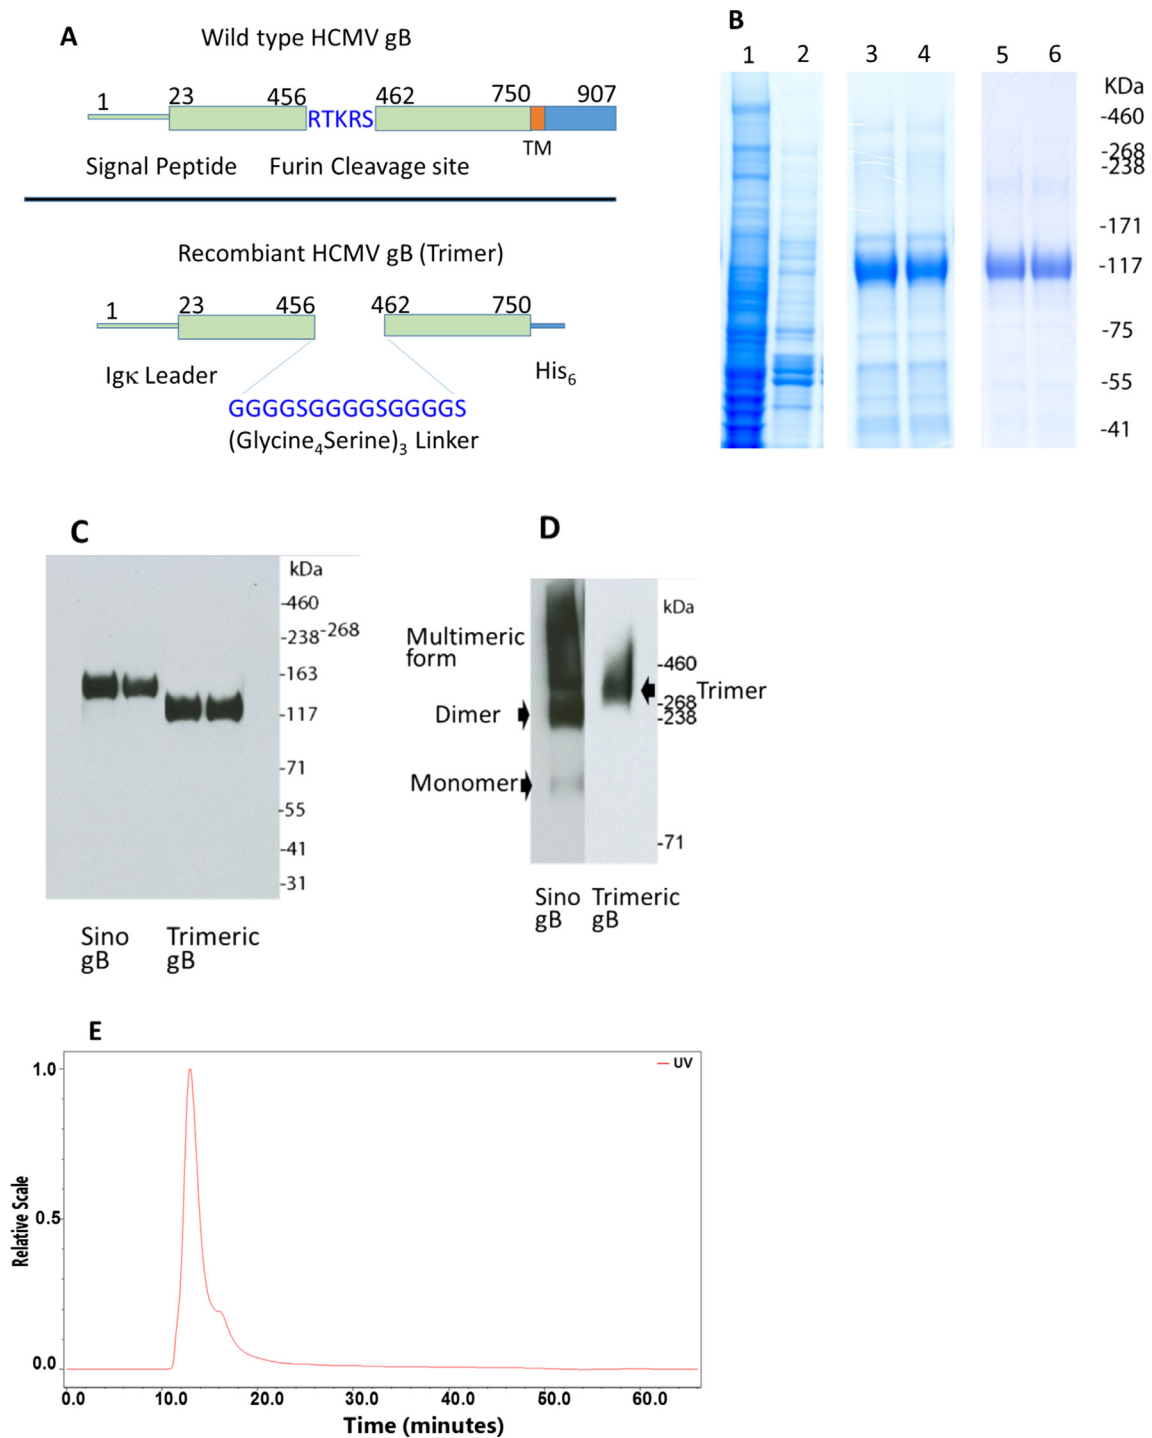 A
Wild type HCMV gB
1 23 456 RTKRS 462 750 907
TM
Signal Peptide Furin Cleavage site
Recombiant HCMV gB (Trimer)
1 23 456 462 750
Igκ Leader His6
GGGGSGGGGSGGGGS
(Glycine4Serine)3 Linker
B
1 2 3 4 5 6
KDa
-460
-268
-238
-171
-117
-75
-55
-41
C
kDa
-460
-238-268
-163
-117
-71
-55
-41
-31
Sino gB
Trimeric gB
D
kDa
Multimeric form
-460
-268
-238
Trimer
Dimer
Monomer
-71
Sino gB
Trimeric gB
E
UV
1.0
0.5
0.0
Relative Scale
0.0 10.0 20.0 30.0 40.0 50.0 60.0
Time (minutes)